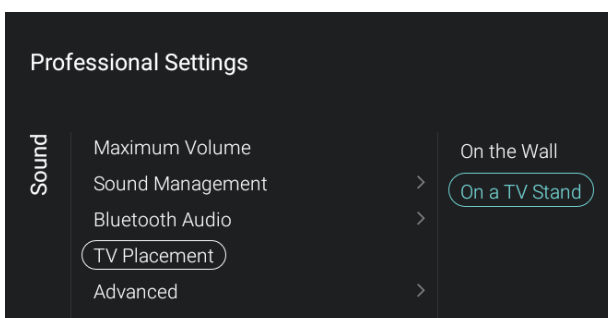 Professional Settings
Sound
Maximum Volume
Sound Management
Bluetooth Audio
TV Placement
Advanced
On the Wall
On a TV Stand